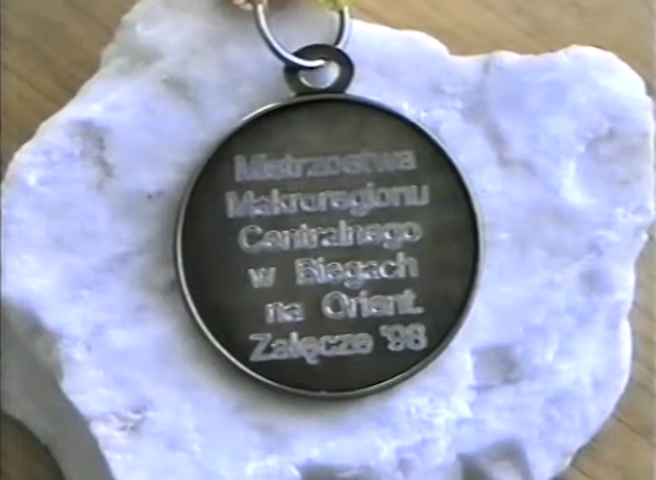 Mistrzostwa
Makroregionu
Centralnego
w Biegach
na Orient.
Załęcze '98